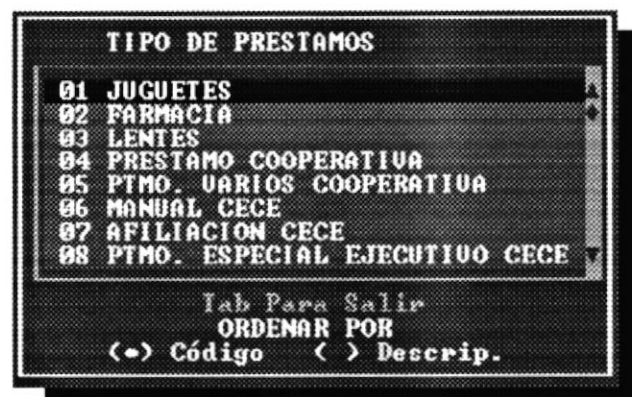 TIPO DE PRESTAMOS
01 JUGUETES
02 FARMACIA
03 LENTES
04 PRESTAMO COOPERATIVA
05 PTMO. VARIOS COOPERATIVA
06 MANUAL CECE
07 AFILIACION CECE
08 PTMO. ESPECIAL EJECUTIVO CECE
Tab Para Salir
ORDENAR POR
(•) Código ( ) Descrip.